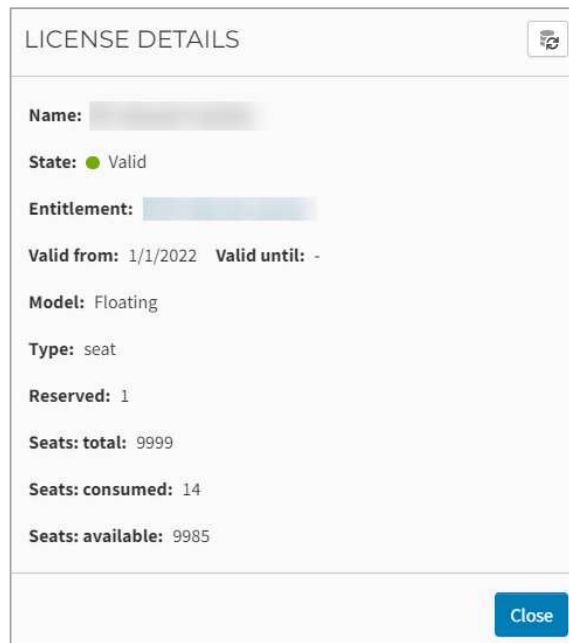 LICENSE DETAILS
Name:
State: Valid
Entitlement:
Valid from: 1/1/2022 Valid until: -
Model: Floating
Type: seat
Reserved: 1
Seats: total: 9999
Seats: consumed: 14
Seats: available: 9985
Close